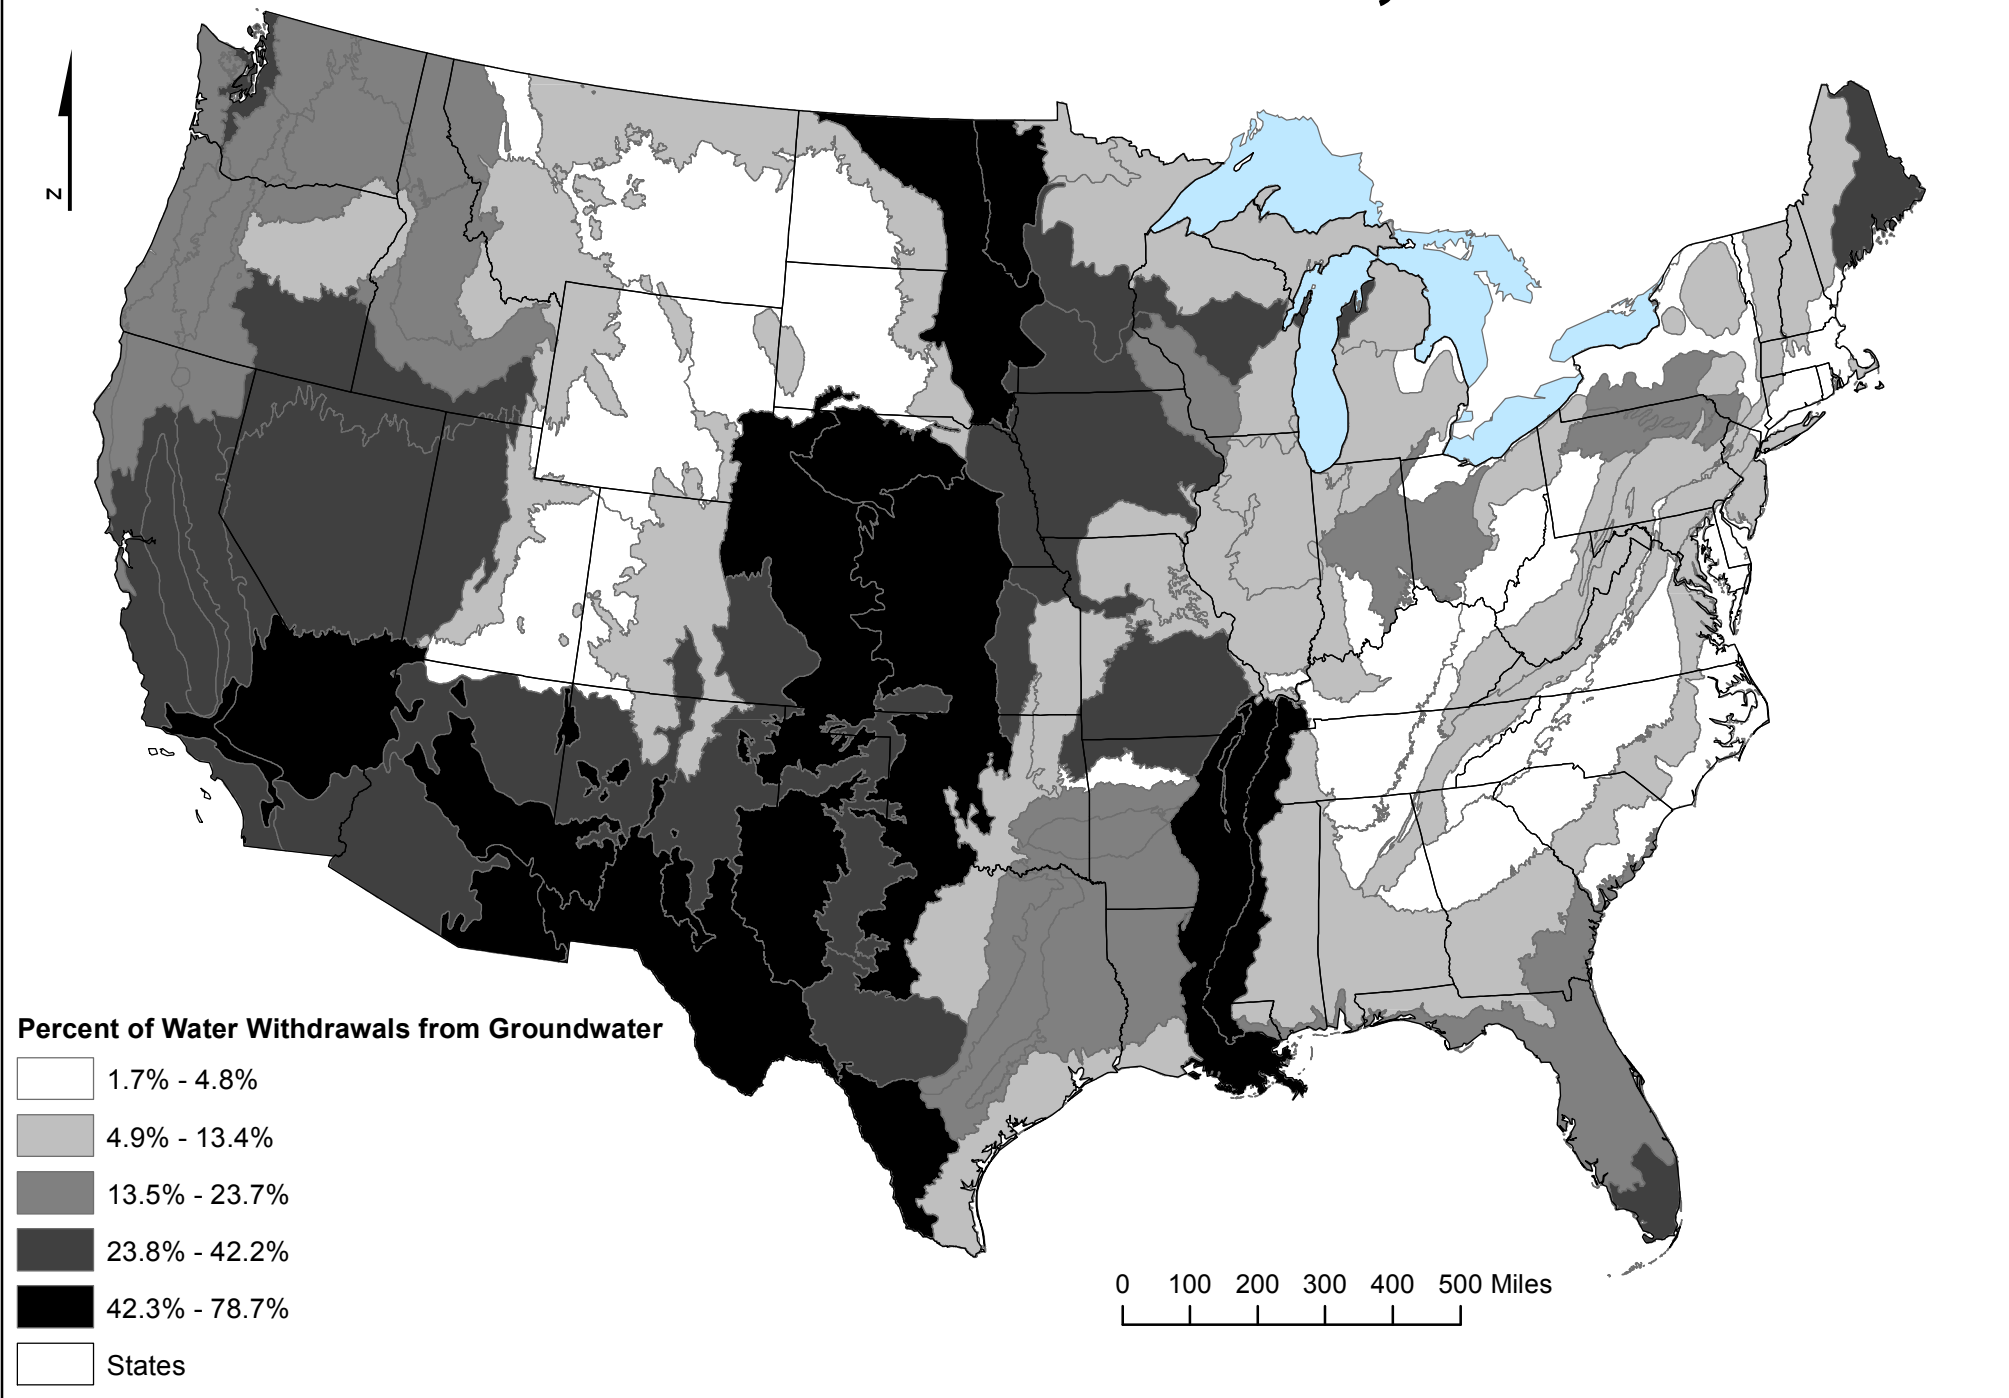 N
Percent of Water Withdrawals from Groundwater
1.7% - 4.8%
4.9% - 13.4%
13.5% - 23.7%
23.8% - 42.2%
42.3% - 78.7%
States
0 100 200 300 400 500 Miles